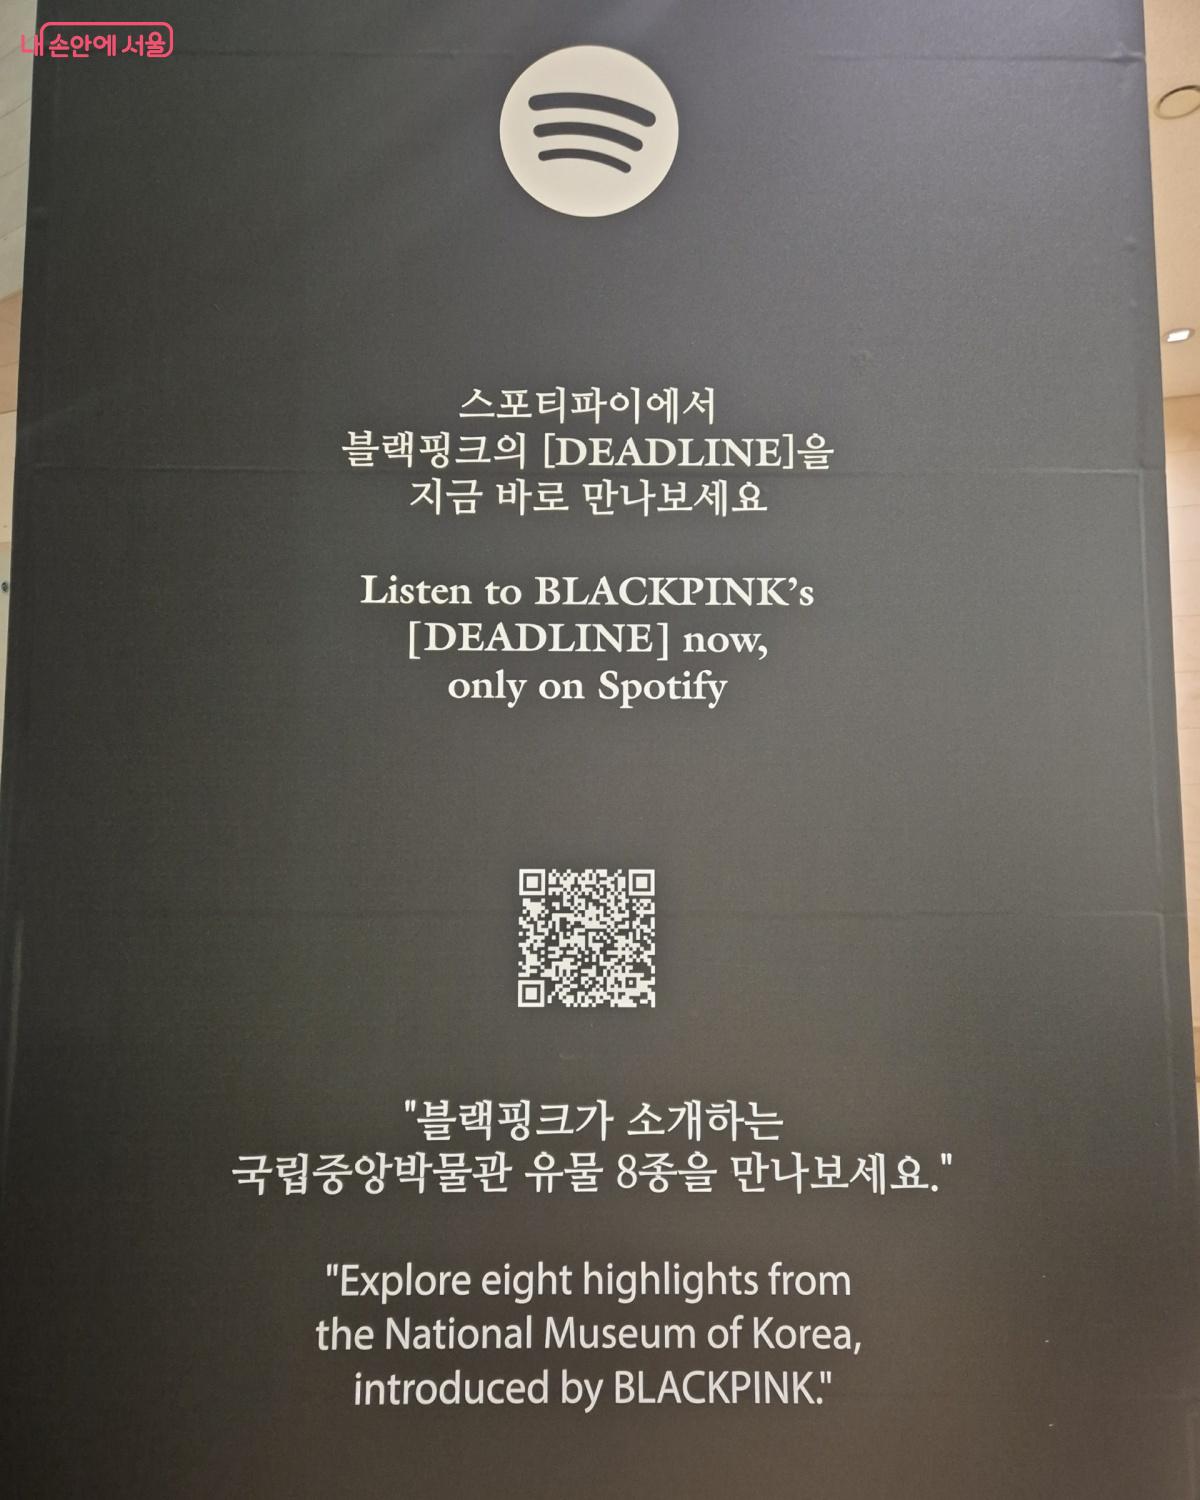 내 손안에 서울
스포티파이에서
블랙핑크의 [DEADLINE]을
지금 바로 만나보세요
Listen to BLACKPINK’s
[DEADLINE] now,
only on Spotify
"블랙핑크가 소개하는
국립중앙박물관 유물 8종을 만나보세요."
"Explore eight highlights from
the National Museum of Korea,
introduced by BLACKPINK."